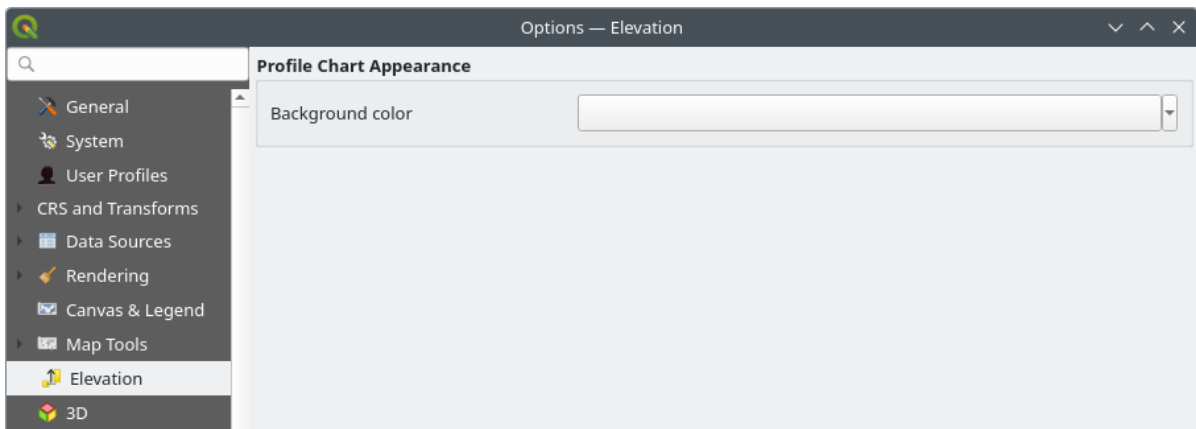 Options — Elevation
Profile Chart Appearance
Background color
General
System
User Profiles
CRS and Transforms
Data Sources
Rendering
Canvas & Legend
Map Tools
Elevation
3D